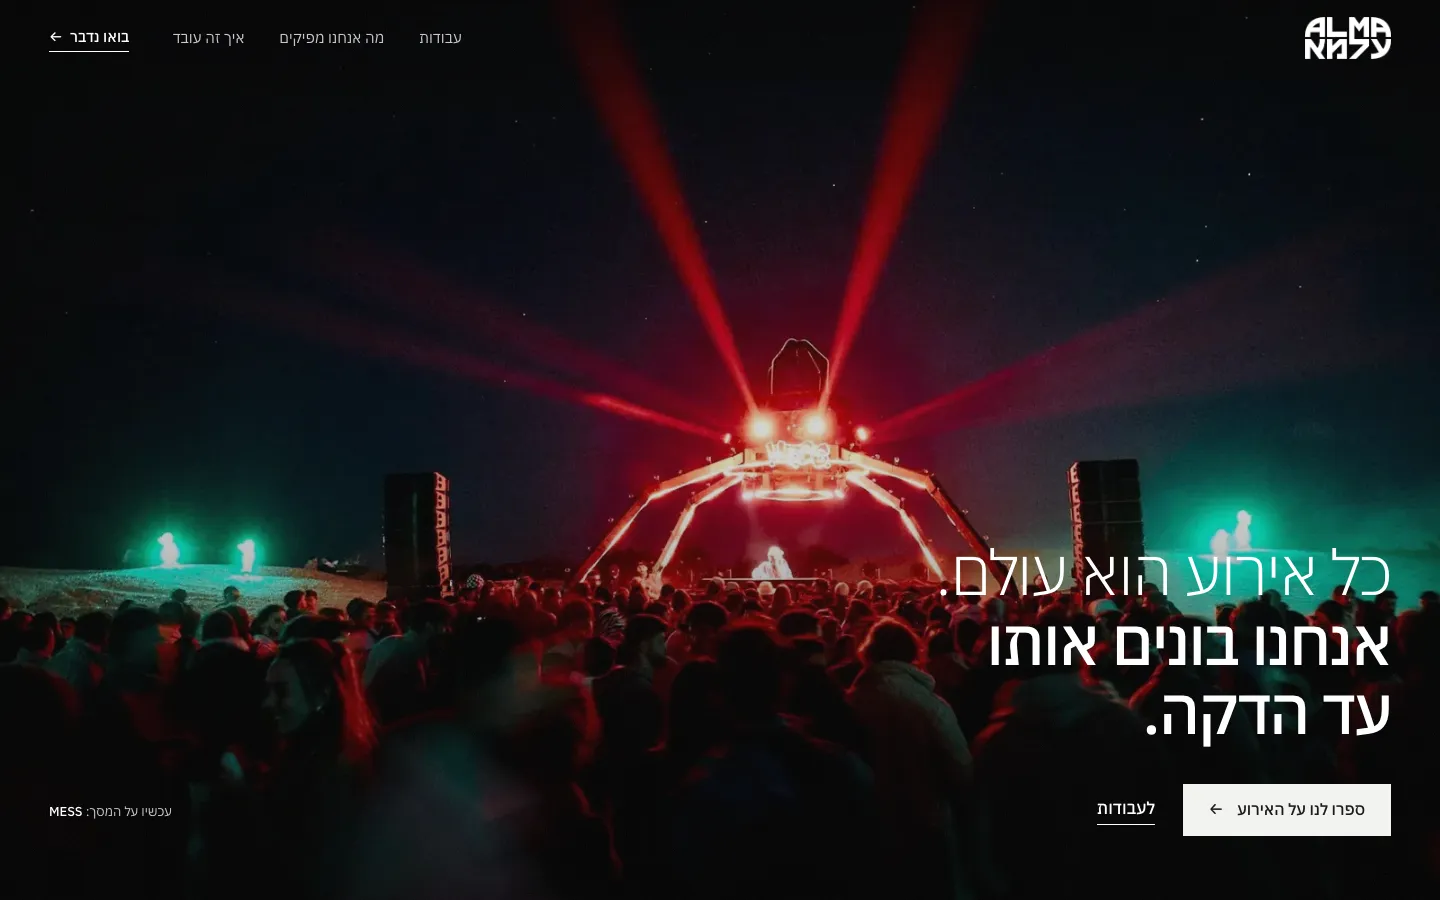 ALMA
עלמא
עבודות
מה אנחנו מפיקים
איך זה עובד
בואו נדבר ←
כל אירוע הוא עולם.
אנחנו בונים אותו
עד הדקה.
ספרו לנו על האירוע ←
לעבודות
עכשיו על המסך: MESS